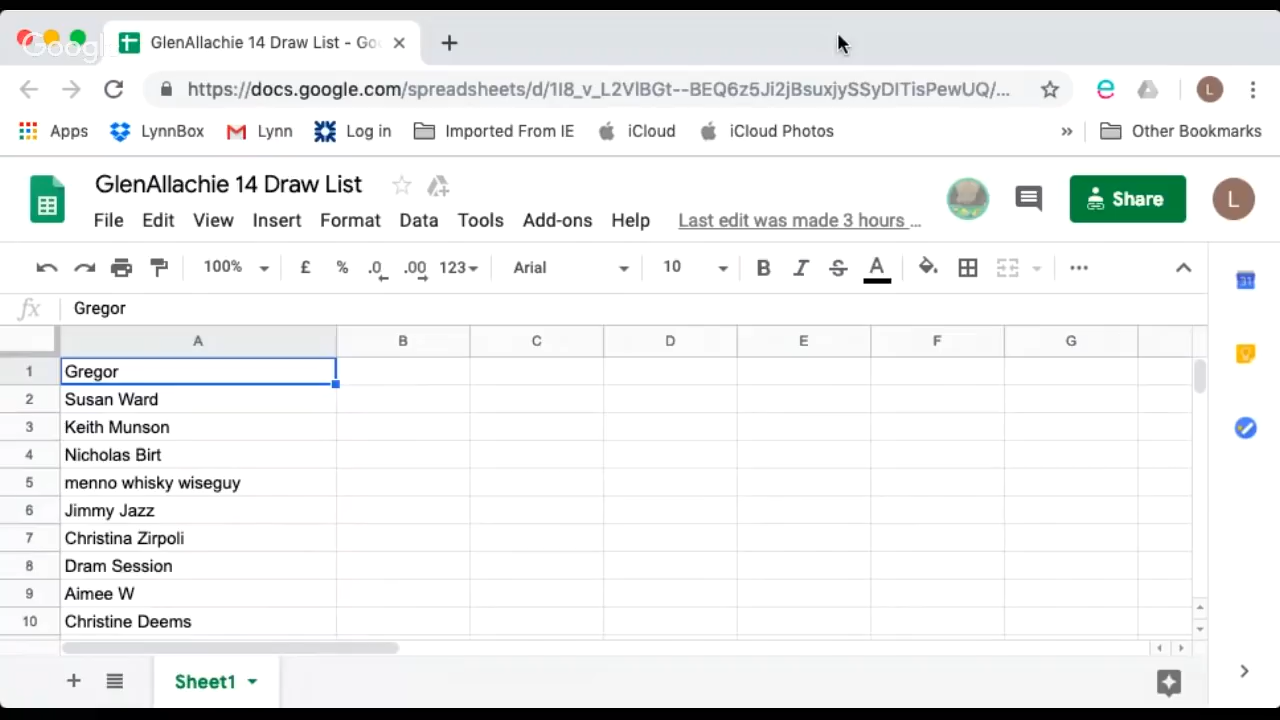 Google
GlenAllachie 14 Draw List - Goo
https://docs.google.com/spreadsheets/d/1I8_v_L2VlBGt--BEQ6z5Ji2jBsuxjySSyDITisPewUQ/...
Apps LynnBox Lynn Log in Imported From IE iCloud iCloud Photos » Other Bookmarks
GlenAllachie 14 Draw List
File Edit View Insert Format Data Tools Add-ons Help Last edit was made 3 hours ...
Share
L
100% £ % .0 .00 123 Arial 10 B I S A
31
fx Gregor
A B C D E F G
1 Gregor
2 Susan Ward
3 Keith Munson
4 Nicholas Birt
5 menno whisky wiseguy
6 Jimmy Jazz
7 Christina Zirpoli
8 Dram Session
9 Aimee W
10 Christine Deems
Sheet1